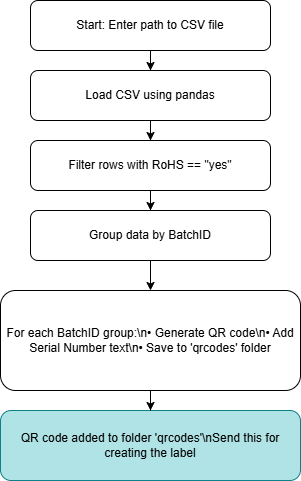 Start: Enter path to CSV file
Load CSV using pandas
Filter rows with RoHS == "yes"
Group data by BatchID
For each BatchID group:\n• Generate QR code\n• Add
Serial Number text\n• Save to 'qrcodes' folder
QR code added to folder 'qrcodes'\nSend this for
creating the label